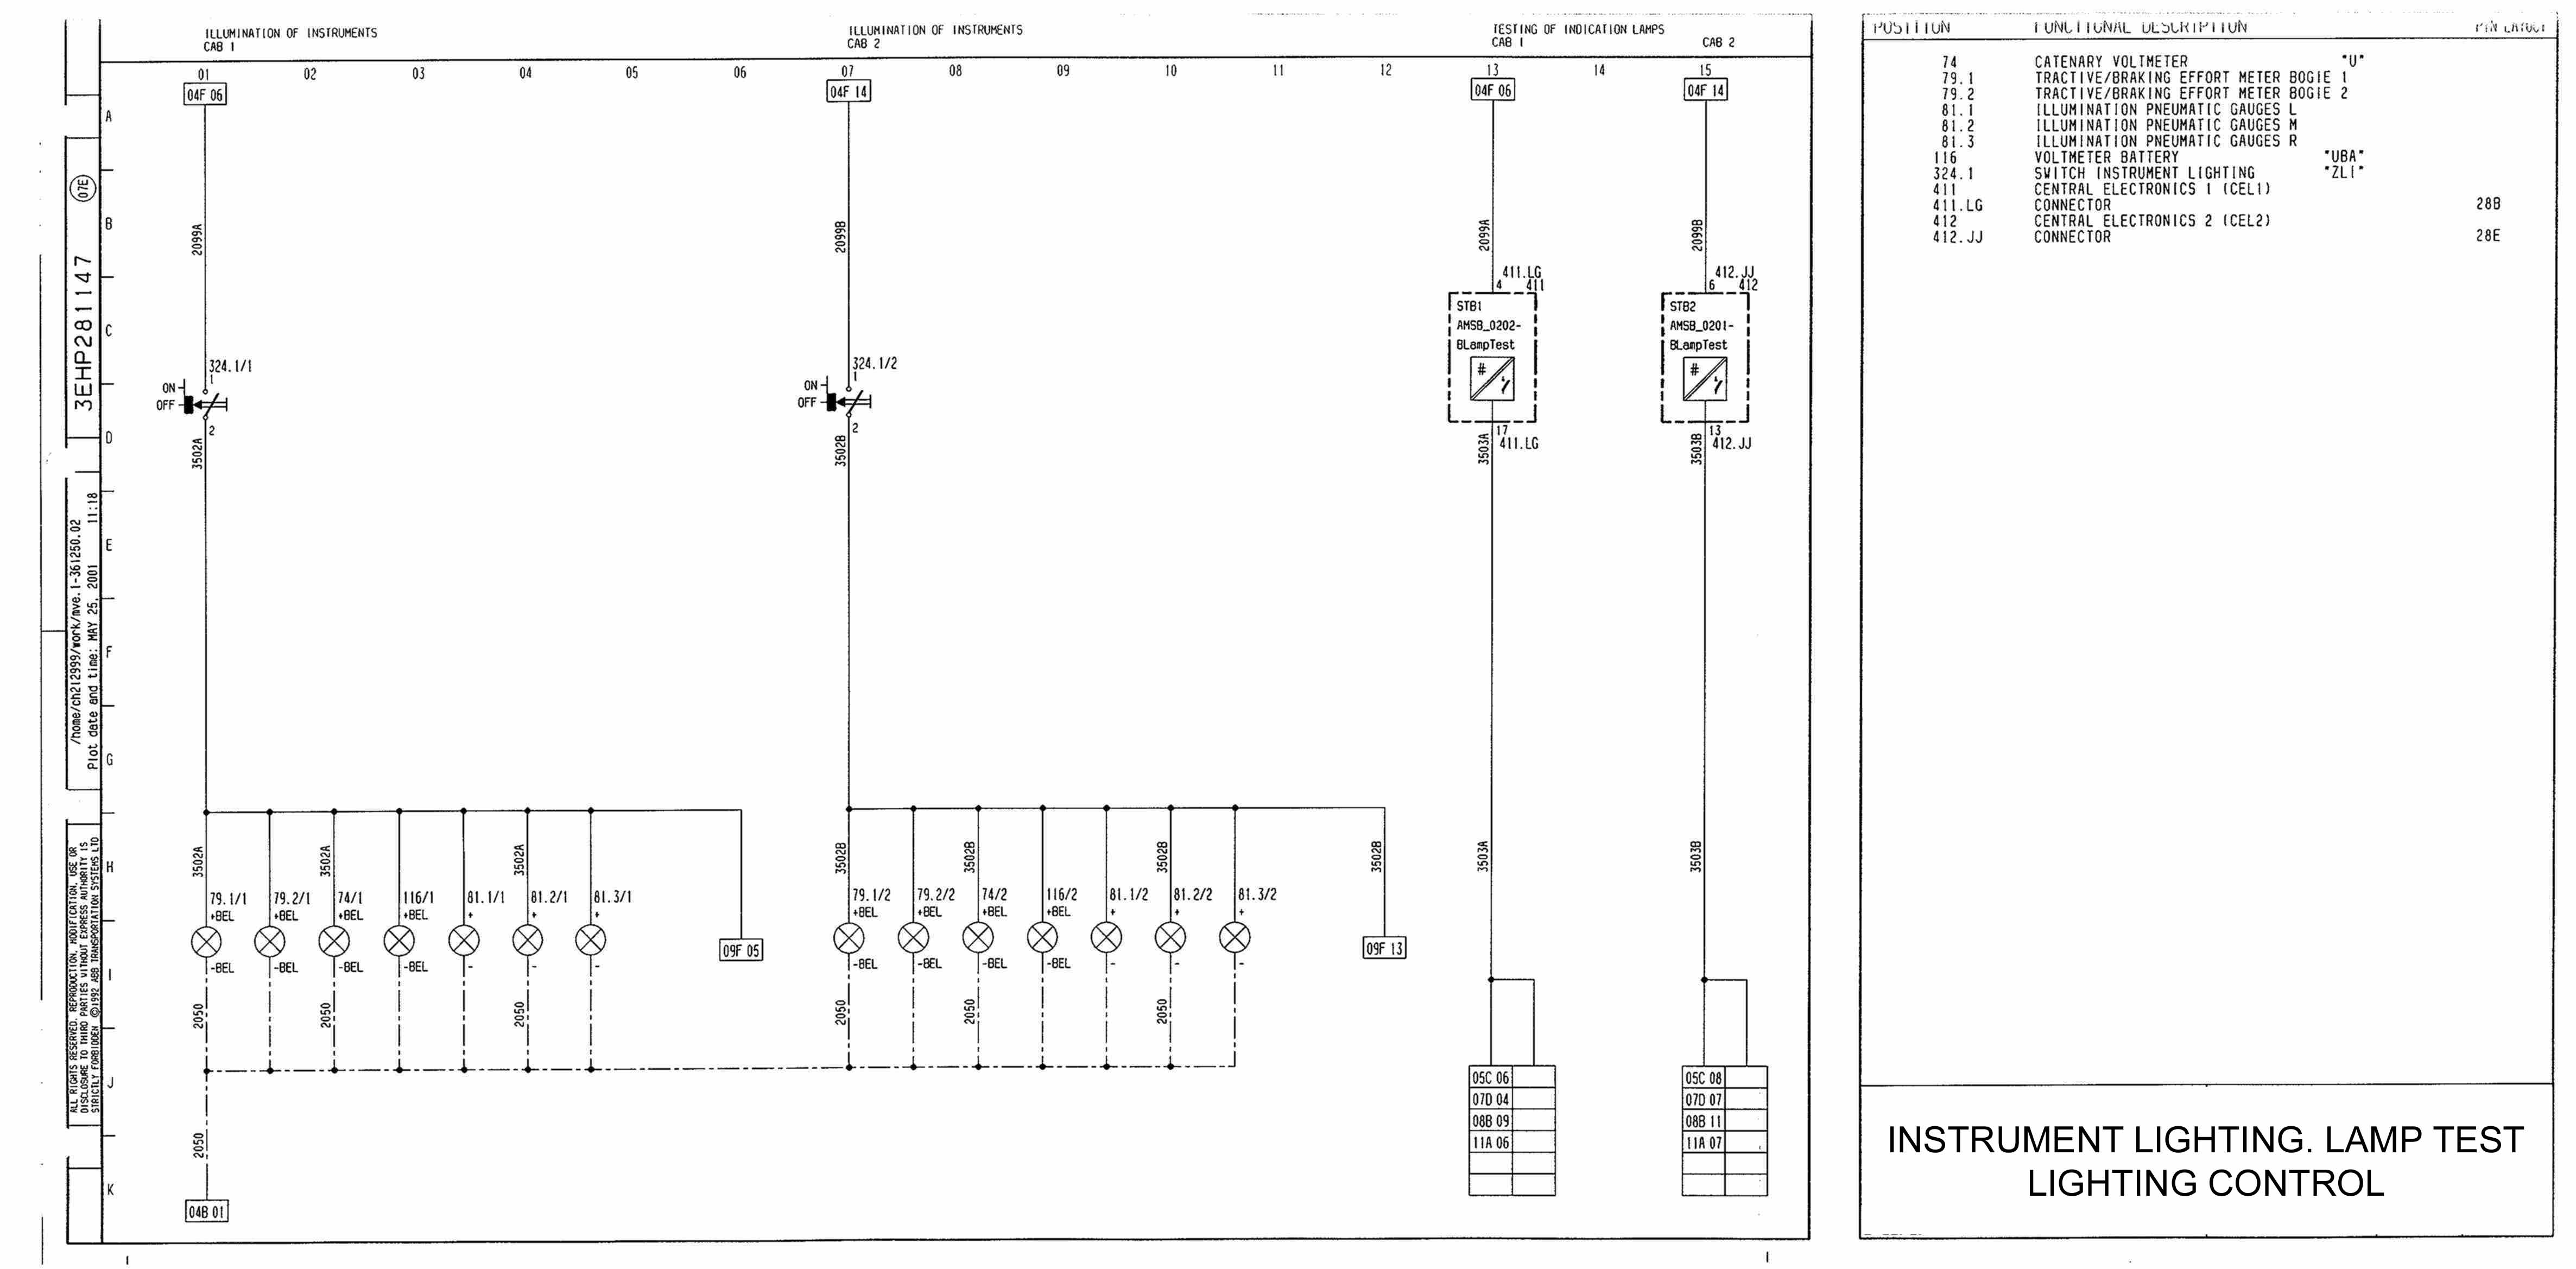 ILLUMINATION OF INSTRUMENTS
CAB 1
ILLUMINATION OF INSTRUMENTS
CAB 2
TESTING OF INDICATION LAMPS
CAB 1
CAB 2
01 02 03 04 05 06 07 08 09 10 11 12 13 14 15
04F 06
04F 14
04F 06
04F 14
A
B
C
D
E
F
G
H
I
J
K
07E
3EHP281147
/home/ch212999/work/mve.1-361250.02
Plot date and time: MAY 25, 2001 11:18
ALL RIGHTS RESERVED. REPRODUCTION, MODIFICATION, USE OR
DISCLOSURE TO THIRD PARTIES WITHOUT EXPRESS AUTHORITY IS
STRICTLY FORBIDDEN ©1992 ABB TRANSPORTATION SYSTEMS LTD
2099A
2099B
2099A
2099B
411.LG
4 411
412.JJ
6 412
STB1
AMSB_0202-
BLampTest
#
STB2
AMSB_0201-
BLampTest
#
17
411.LG
13
412.JJ
3503A
3503B
324.1/1
1
ON
OFF
2
3502A
324.1/2
1
ON
OFF
2
3502B
3502A 3502A 3502A
3502B 3502B 3502B 3502B
3503A
3503B
79.1/1 79.2/1 74/1 116/1 81.1/1 81.2/1 81.3/1
+BEL +BEL +BEL +BEL + + +
-BEL -BEL -BEL -BEL - - -
79.1/2 79.2/2 74/2 116/2 81.1/2 81.2/2 81.3/2
+BEL +BEL +BEL +BEL + + +
-BEL -BEL -BEL -BEL - - -
09F 05
09F 13
2050 2050 2050
2050 2050 2050
2050
04B 01
05C 06
07D 04
08B 09
11A 06
05C 08
07D 07
08B 11
11A 07
POSITION FUNCTIONAL DESCRIPTION PIN LAYOUT
74 CATENARY VOLTMETER "U"
79.1 TRACTIVE/BRAKING EFFORT METER BOGIE 1
79.2 TRACTIVE/BRAKING EFFORT METER BOGIE 2
81.1 ILLUMINATION PNEUMATIC GAUGES L
81.2 ILLUMINATION PNEUMATIC GAUGES M
81.3 ILLUMINATION PNEUMATIC GAUGES R
116 VOLTMETER BATTERY "UBA"
324.1 SWITCH INSTRUMENT LIGHTING "ZLI"
411 CENTRAL ELECTRONICS 1 (CEL1)
411.LG CONNECTOR 28B
412 CENTRAL ELECTRONICS 2 (CEL2)
412.JJ CONNECTOR 28E
INSTRUMENT LIGHTING. LAMP TEST
LIGHTING CONTROL